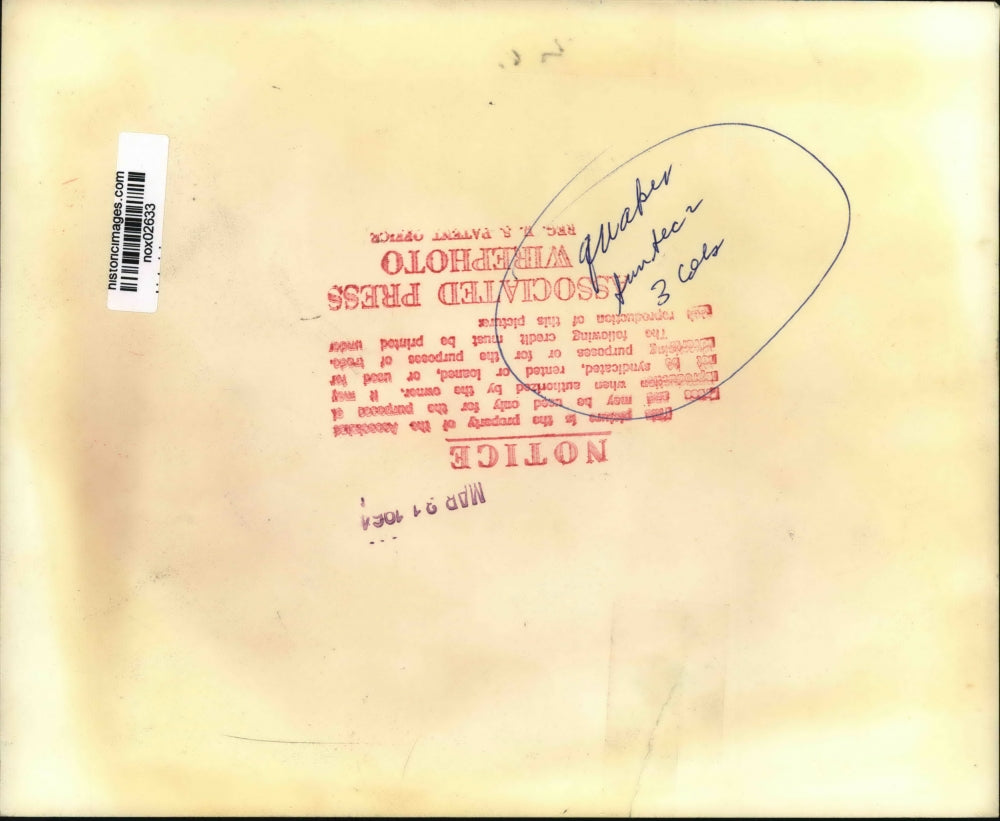 historicimages.com
nox02633
quaker
3 cols
NOTICE
This picture is the property of the Associated
Press and may be used only for the purposes of
reproduction when authorized by the owner. It may
not be syndicated, rented or loaned, or used for
advertising purposes or for the purposes of trade.
The following credit must be printed under
each reproduction of this picture:
ASSOCIATED PRESS
WIREPHOTO
REG. U. S. PATENT OFFICE
MAR 21